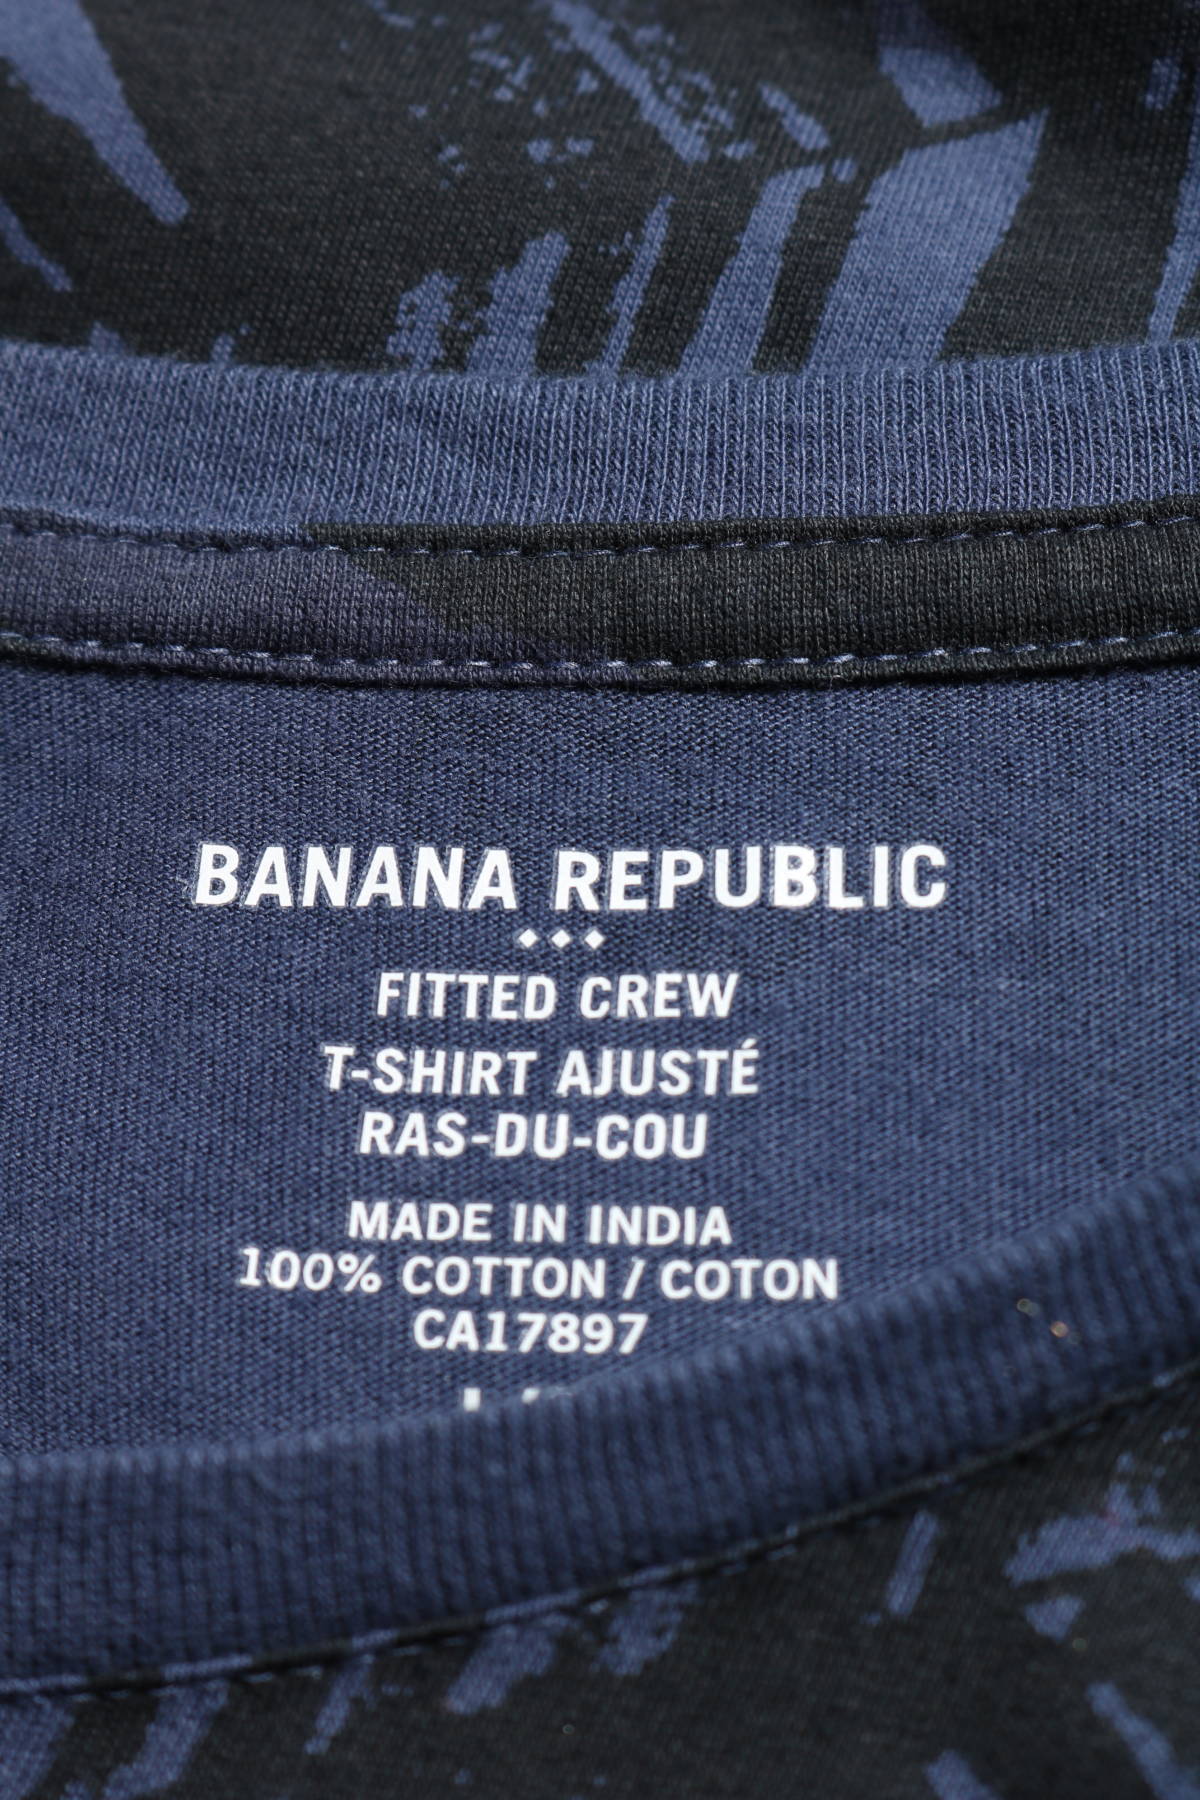 BANANA REPUBLIC
FITTED CREW
T-SHIRT AJUSTÉ
RAS-DU-COU
MADE IN INDIA
100% COTTON / COTON
CA17897